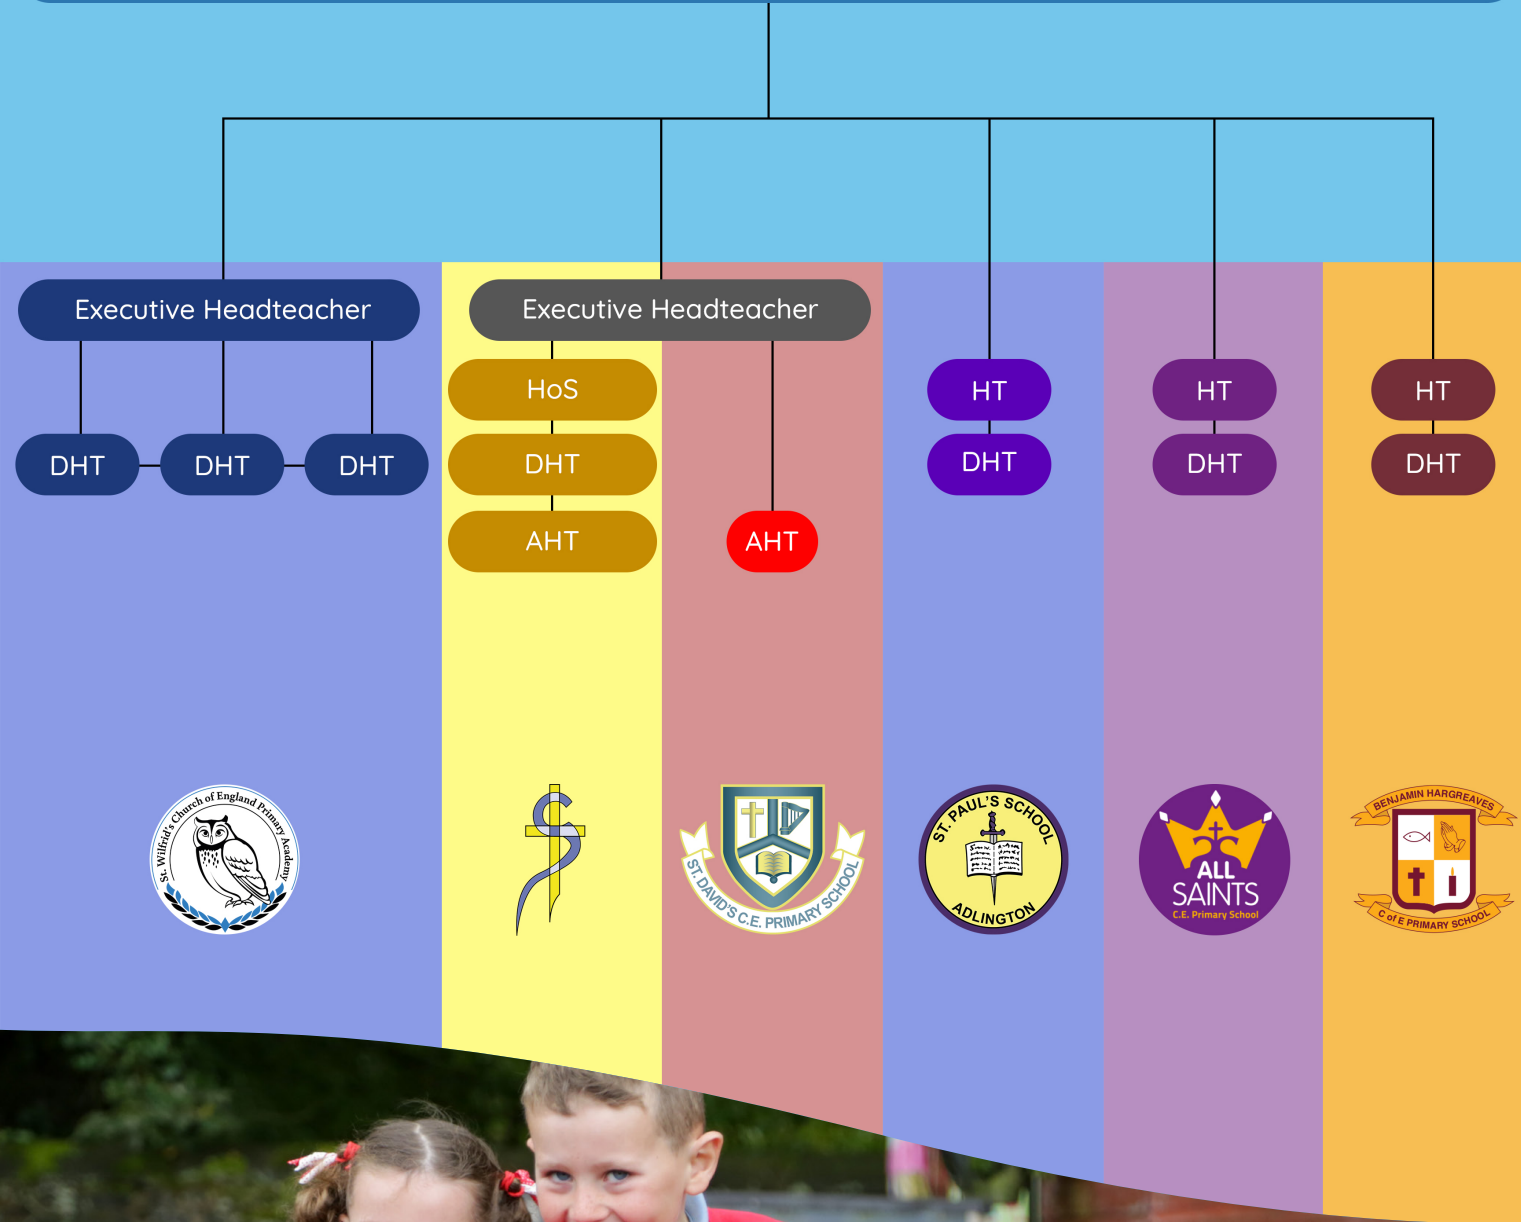 Executive Headteacher
Executive Headteacher
HoS
HT
HT
HT
DHT
DHT
DHT
DHT
DHT
DHT
DHT
AHT
AHT
St. Wilfrid's Church of England Primary Academy
ST. DAVID'S C.E. PRIMARY SCHOOL
ST. PAUL'S SCHOOL
ADLINGTON
ALL
SAINTS
C.E. Primary School
BENJAMIN HARGREAVES
C of E PRIMARY SCHOOL